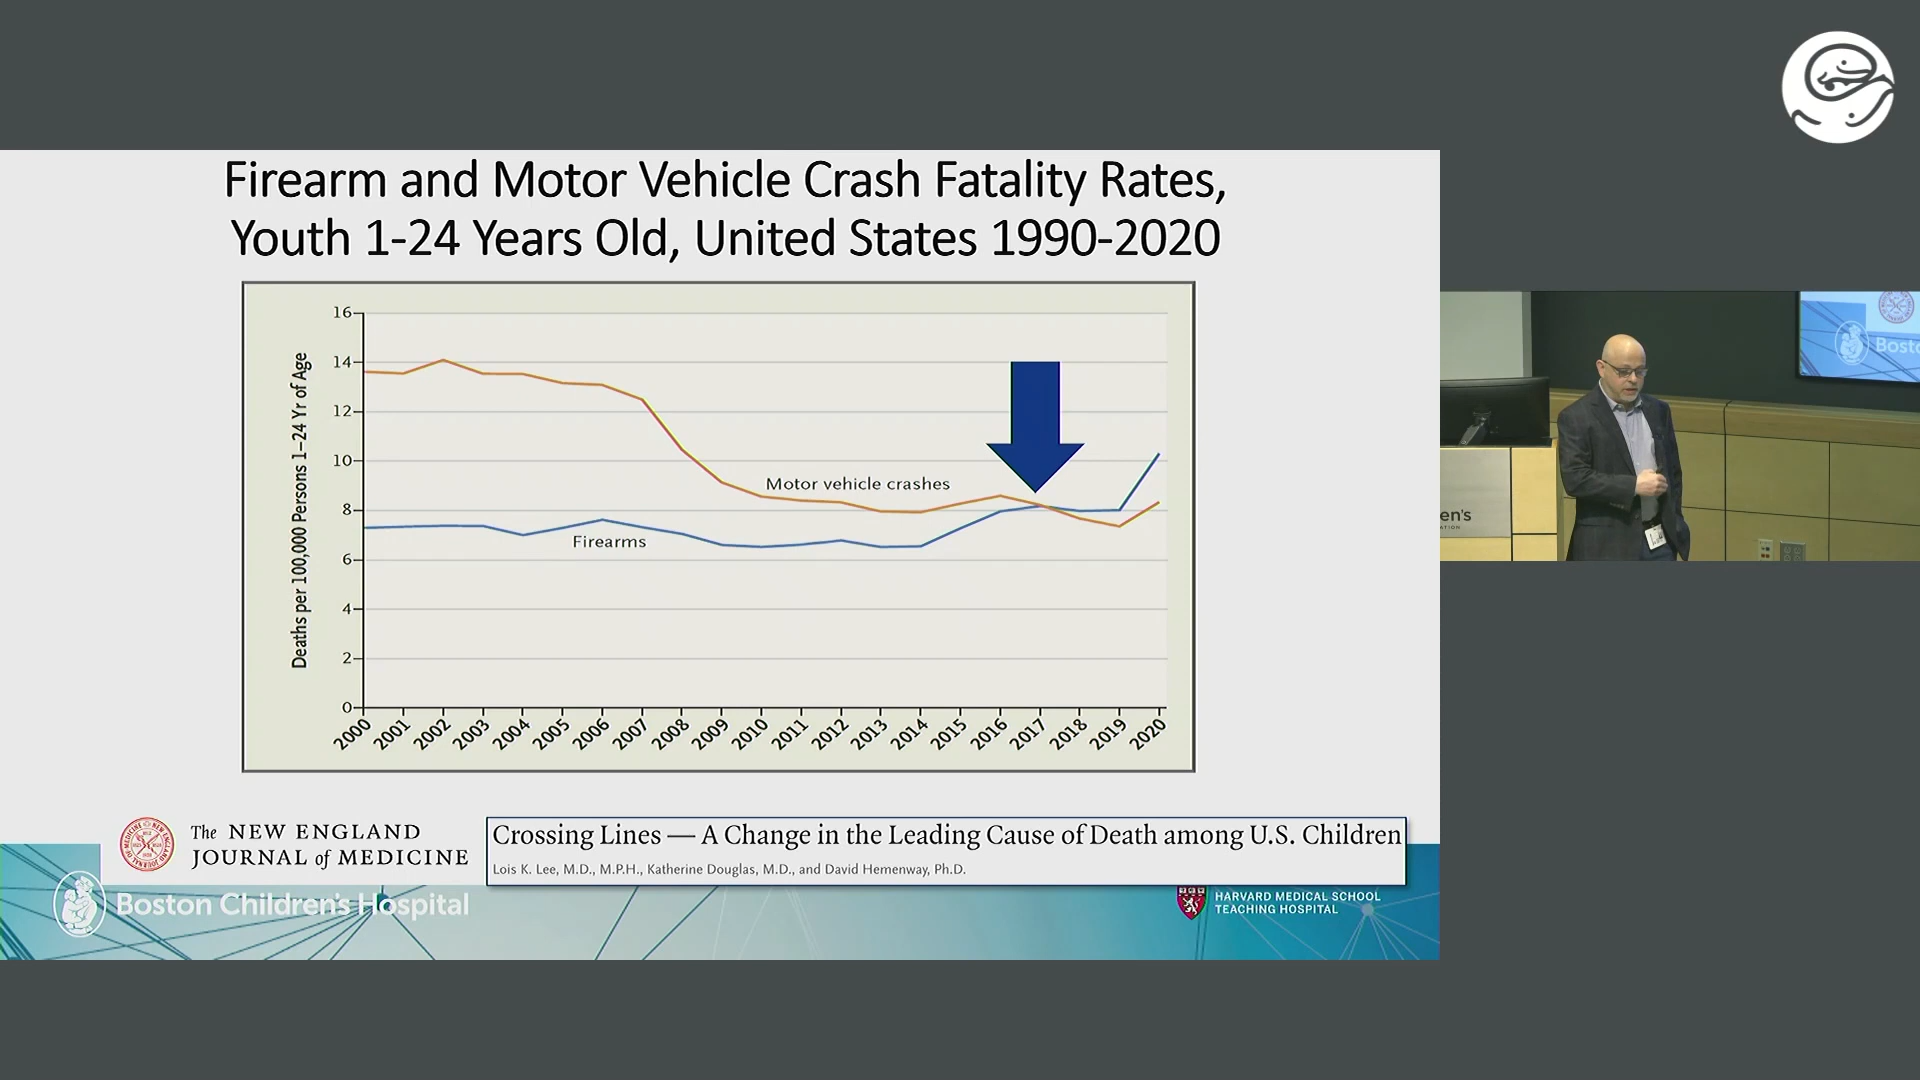 Firearm and Motor Vehicle Crash Fatality Rates,
Youth 1-24 Years Old, United States 1990-2020
Deaths per 100,000 Persons 1–24 Yr of Age
16
14
12
10
8
6
4
2
0
Motor vehicle crashes
Firearms
2000
2001
2002
2003
2004
2005
2006
2007
2008
2009
2010
2011
2012
2013
2014
2015
2016
2017
2018
2019
2020
The NEW ENGLAND
JOURNAL of MEDICINE
Crossing Lines — A Change in the Leading Cause of Death among U.S. Children
Lois K. Lee, M.D., M.P.H., Katherine Douglas, M.D., and David Hemenway, Ph.D.
Boston Children's Hospital
HARVARD MEDICAL SCHOOL
TEACHING HOSPITAL
en's
Bost